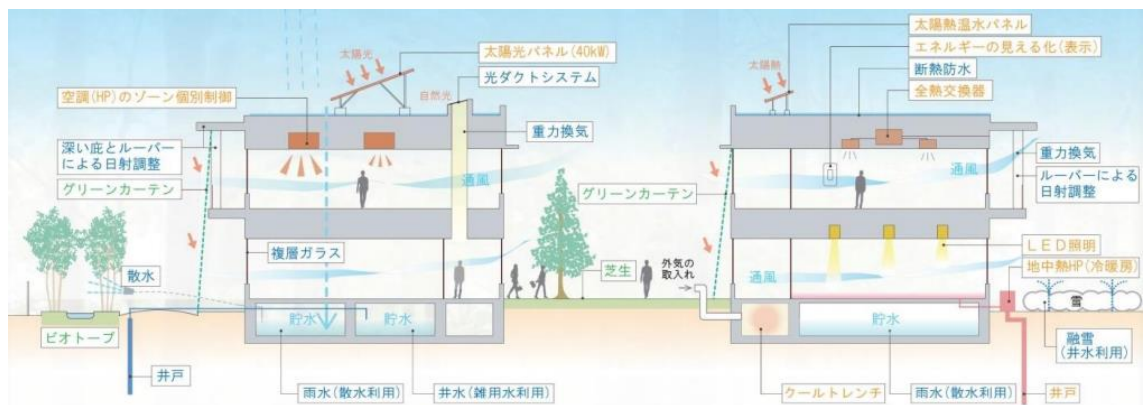 太陽光
太陽光パネル(40kW)
光ダクトシステム
自然光
空調(HP)のゾーン個別制御
重力換気
深い庇とルーバー
による日射調整
グリーンカーテン
通風
複層ガラス
散水
ビオトープ
井戸
貯水
貯水
雨水(散水利用)
井水(雑用水利用)
芝生
太陽熱
太陽熱温水パネル
エネルギーの見える化(表示)
断熱防水
全熱交換器
グリーンカーテン
通風
重力換気
ルーバーによる
日射調整
外気の
取入れ
通風
LED照明
地中熱HP(冷暖房)
雪
貯水
融雪
(井水利用)
クールトレンチ
雨水(散水利用)
井戸